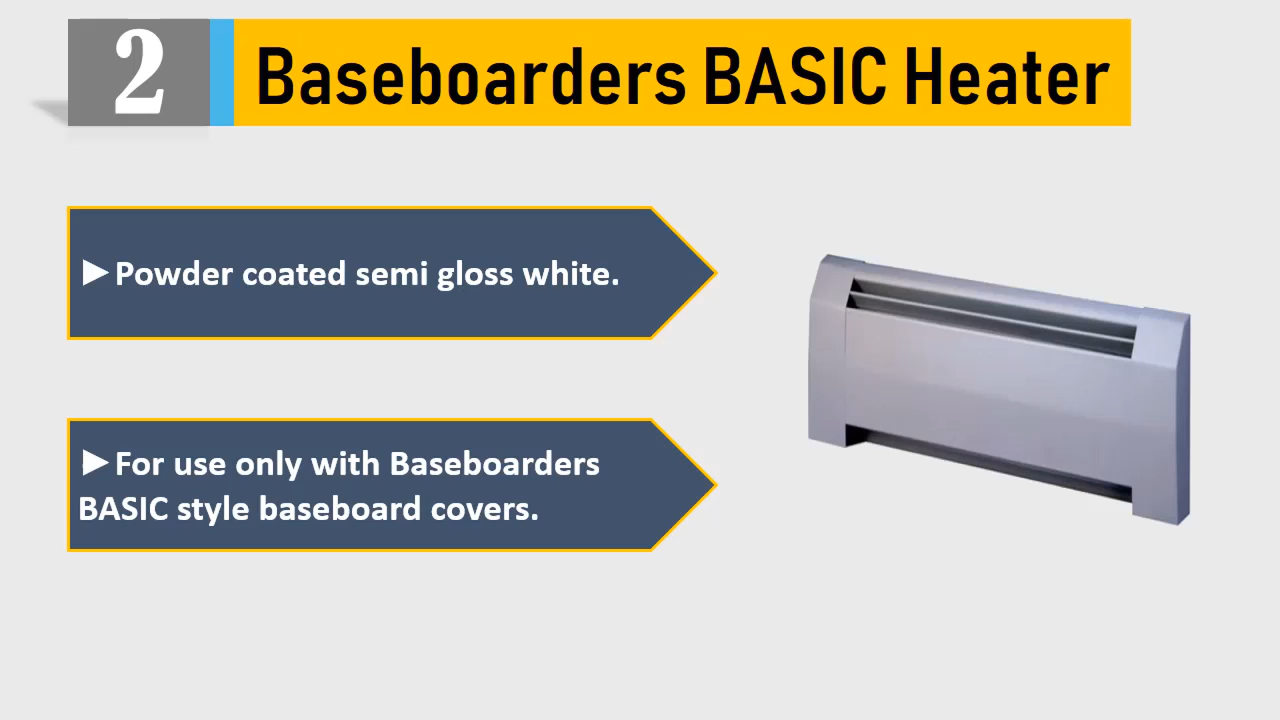 2
Baseboarders BASIC Heater
►Powder coated semi gloss white.
►For use only with Baseboarders
BASIC style baseboard covers.